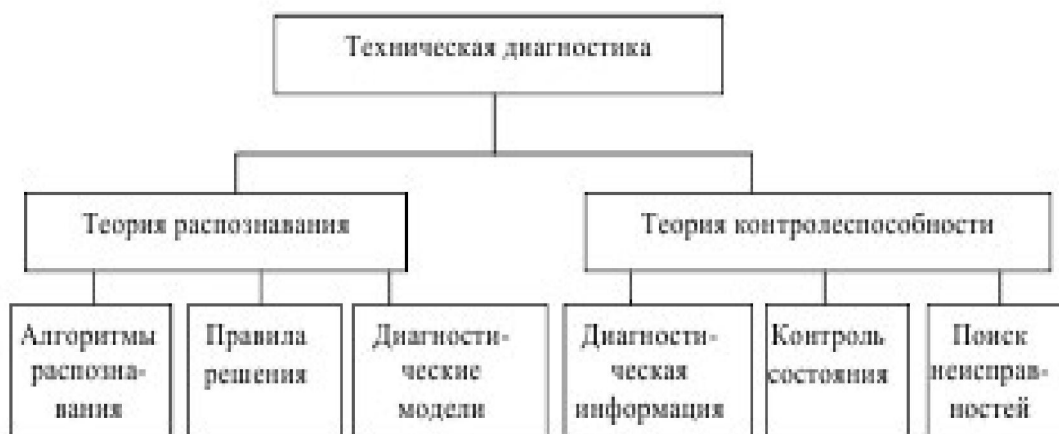 Техническая диагностика
Теория распознавания
Теория контролеспособности
Алгоритмы
распозна-
вания
Правила
решения
Диагности-
ческие
модели
Диагности-
ческая
информация
Контроль
состояния
Поиск
неисправ-
ностей